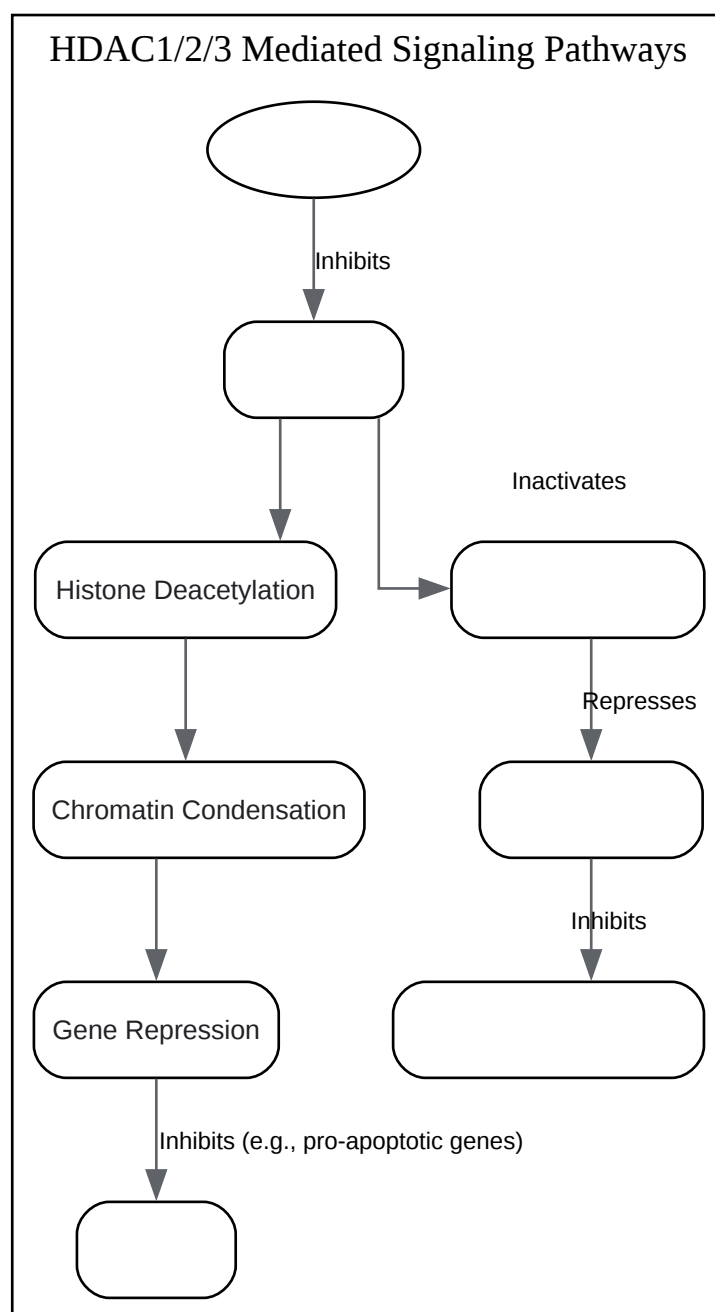 HDAC1/2/3 Mediated Signaling Pathways
Inhibits
Inactivates
Histone Deacetylation
Represses
Chromatin Condensation
Inhibits
Gene Repression
Inhibits (e.g., pro-apoptotic genes)